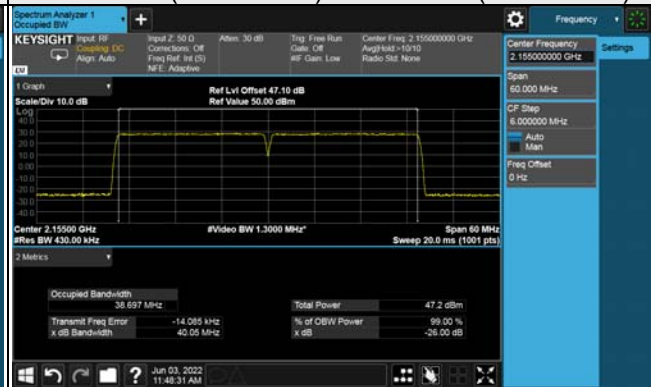 Spectrum Analyzer 1
Occupied BW
Frequency
KEYSIGHT
Input: RF
Coupling: DC
Align: Auto
Input Z: 50 Ω
Corrections: Off
Freq Ref: Int (S)
NFE: Adaptive
Atten: 30 dB
Trig: Free Run
Gate: Off
#IF Gain: Low
Center Freq: 2.155000000 GHz
Avg|Hold:>10/10
Radio Std: None
Center Frequency
2.155000000 GHz
Settings
Span
60.000 MHz
CF Step
6.000000 MHz
Auto
Man
Freq Offset
0 Hz
1 Graph
Scale/Div 10.0 dB
Ref Lvl Offset 47.10 dB
Ref Value 50.00 dBm
Log
40.0
30.0
20.0
10.0
0.00
-10.0
-20.0
-30.0
-40.0
Center 2.15500 GHz
#Res BW 430.00 kHz
#Video BW 1.3000 MHz*
Span 60 MHz
Sweep 20.0 ms (1001 pts)
2 Metrics
Occupied Bandwidth
38.697 MHz
Total Power 47.2 dBm
Transmit Freq Error -14.085 kHz
% of OBW Power 99.00 %
x dB Bandwidth 40.05 MHz
x dB -26.00 dB
?
Jun 03, 2022
11:48:31 AM